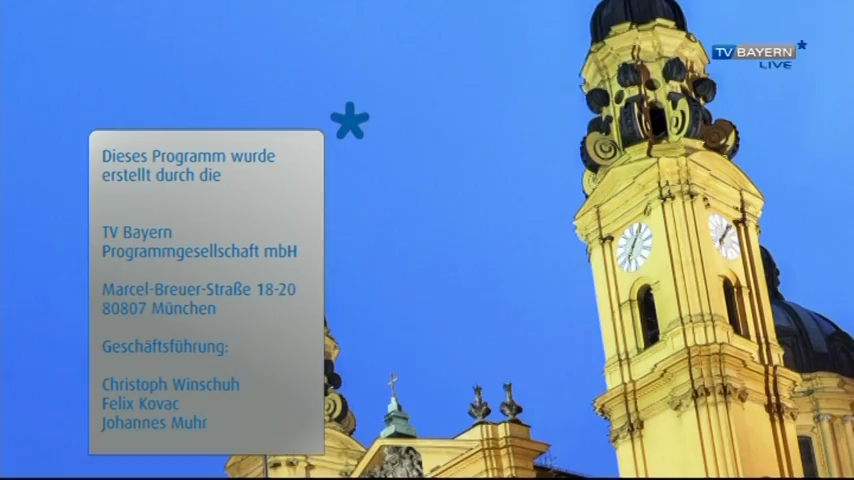 TV BAYERN
LIVE
Dieses Programm wurde
erstellt durch die
TV Bayern
Programmgesellschaft mbH
Marcel-Breuer-Straße 18-20
80807 München
Geschäftsführung:
Christoph Winschuh
Felix Kovac
Johannes Muhr